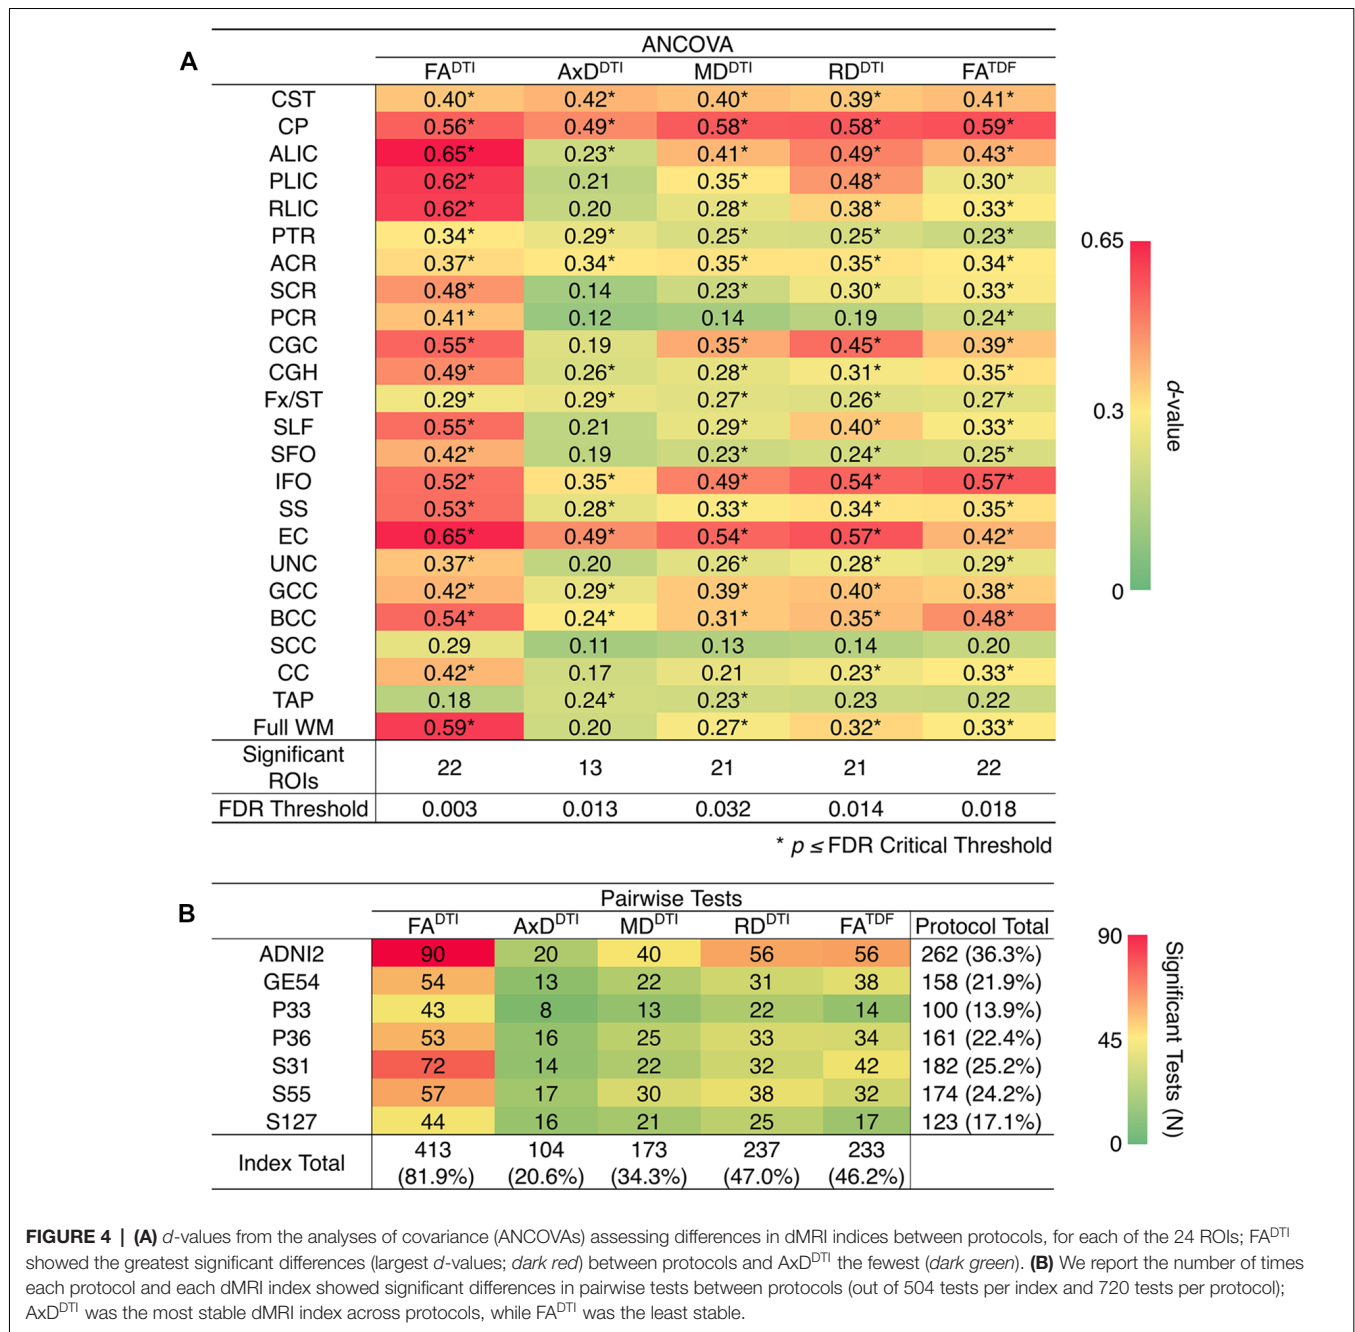 A
ANCOVA
FA^DTI AxD^DTI MD^DTI RD^DTI FA^TDF
CST 0.40* 0.42* 0.40* 0.39* 0.41*
CP 0.56* 0.49* 0.58* 0.58* 0.59*
ALIC 0.65* 0.23* 0.41* 0.49* 0.43*
PLIC 0.62* 0.21 0.35* 0.48* 0.30*
RLIC 0.62* 0.20 0.28* 0.38* 0.33*
PTR 0.34* 0.29* 0.25* 0.25* 0.23*
ACR 0.37* 0.34* 0.35* 0.35* 0.34*
SCR 0.48* 0.14 0.23* 0.30* 0.33*
PCR 0.41* 0.12 0.14 0.19 0.24*
CGC 0.55* 0.19 0.35* 0.45* 0.39*
CGH 0.49* 0.26* 0.28* 0.31* 0.35*
Fx/ST 0.29* 0.29* 0.27* 0.26* 0.27*
SLF 0.55* 0.21 0.29* 0.40* 0.33*
SFO 0.42* 0.19 0.23* 0.24* 0.25*
IFO 0.52* 0.35* 0.49* 0.54* 0.57*
SS 0.53* 0.28* 0.33* 0.34* 0.35*
EC 0.65* 0.49* 0.54* 0.57* 0.42*
UNC 0.37* 0.20 0.26* 0.28* 0.29*
GCC 0.42* 0.29* 0.39* 0.40* 0.38*
BCC 0.54* 0.24* 0.31* 0.35* 0.48*
SCC 0.29 0.11 0.13 0.14 0.20
CC 0.42* 0.17 0.21 0.23* 0.33*
TAP 0.18 0.24* 0.23* 0.23 0.22
Full WM 0.59* 0.20 0.27* 0.32* 0.33*
Significant
ROIs 22 13 21 21 22
FDR Threshold 0.003 0.013 0.032 0.014 0.018
* p ≤ FDR Critical Threshold
0.65
0.3
0
d-value
B
Pairwise Tests
FA^DTI AxD^DTI MD^DTI RD^DTI FA^TDF Protocol Total
ADNI2 90 20 40 56 56 262 (36.3%)
GE54 54 13 22 31 38 158 (21.9%)
P33 43 8 13 22 14 100 (13.9%)
P36 53 16 25 33 34 161 (22.4%)
S31 72 14 22 32 42 182 (25.2%)
S55 57 17 30 38 32 174 (24.2%)
S127 44 16 21 25 17 123 (17.1%)
Index Total 413 104 173 237 233
(81.9%) (20.6%) (34.3%) (47.0%) (46.2%)
90
45
0
Significant Tests (N)
FIGURE 4 | (A) d-values from the analyses of covariance (ANCOVAs) assessing differences in dMRI indices between protocols, for each of the 24 ROIs; FA^DTI
showed the greatest significant differences (largest d-values; dark red) between protocols and AxD^DTI the fewest (dark green). (B) We report the number of times
each protocol and each dMRI index showed significant differences in pairwise tests between protocols (out of 504 tests per index and 720 tests per protocol);
AxD^DTI was the most stable dMRI index across protocols, while FA^DTI was the least stable.